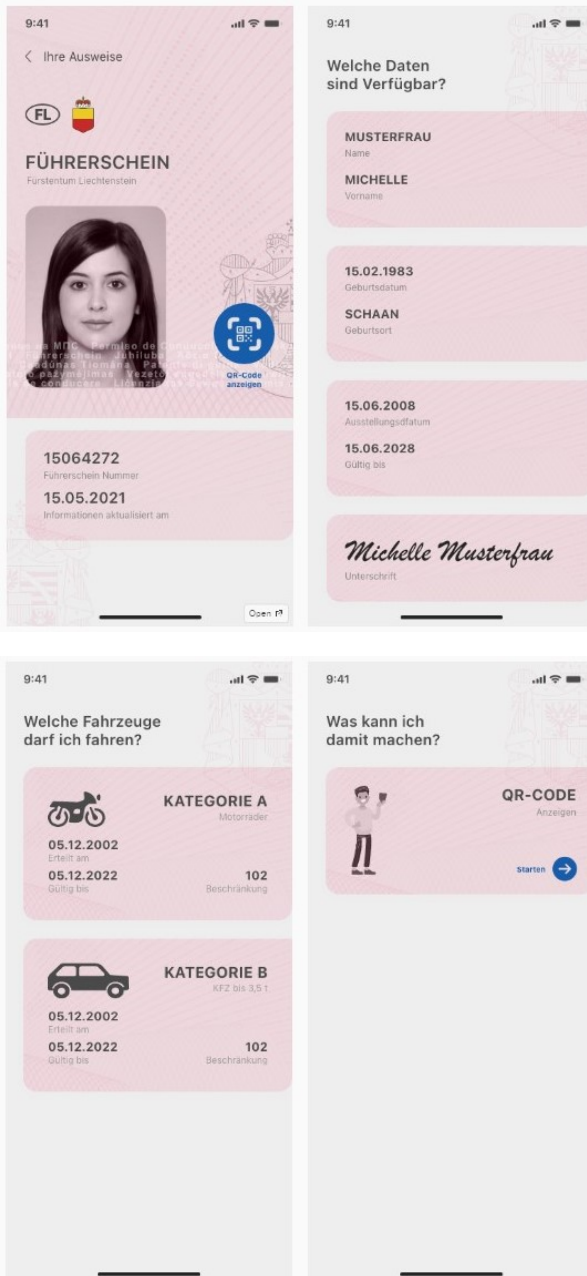 9:41
Ihre Ausweise
FL
FÜHRERSCHEIN
Fürstentum Liechtenstein
QR-Code
anzeigen
15064272
Führerschein Nummer
15.05.2021
Informationen aktualisiert am
Open
9:41
Welche Daten
sind Verfügbar?
MUSTERFRAU
Name
MICHELLE
Vorname
15.02.1983
Geburtsdatum
SCHAAN
Geburtsort
15.06.2008
Ausstellungsdfatum
15.06.2028
Gültig bis
Michelle Musterfrau
Unterschrift
9:41
Welche Fahrzeuge
darf ich fahren?
KATEGORIE A
Motorräder
05.12.2002
Erteilt am
05.12.2022 102
Gültig bis Beschränkung
KATEGORIE B
KFZ bis 3,5 t
05.12.2002
Erteilt am
05.12.2022 102
Gültig bis Beschränkung
9:41
Was kann ich
damit machen?
QR-CODE
Anzeigen
Starten